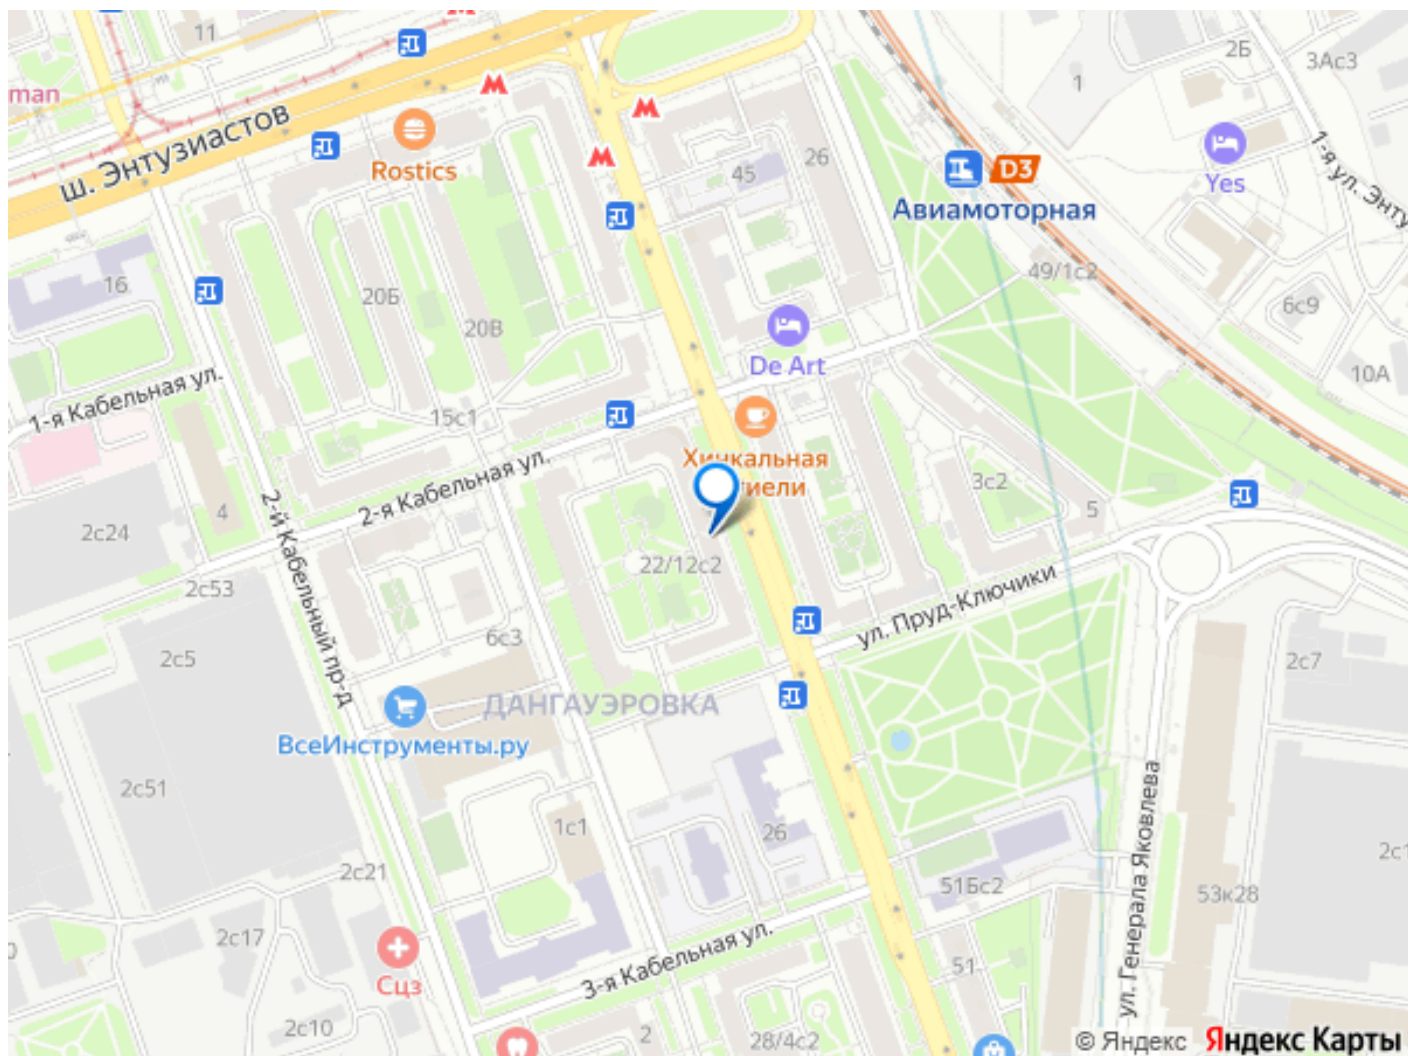 11
2Б
3Ас3
1
man
ш. Энтузиастов
Rostics
45
26
Yes
1-я ул. Энту
D3
Авиамоторная
16
20Б
20В
49/1с2
6с9
De Art
10А
1-я Кабельная ул.
15с1
Хинкальная
2-я Кабельная ул.
3с2
5
4
2с24
2-й Кабельный пр-д
22/12с2
2с53
ул. Пруд-Ключики
6с3
2с5
2с7
ДАНГАУЭРОВКА
ВсеИнструменты.ру
2с51
1с1
26
ул. Генерала Яковлева
2с21
51Бс2
53к28
2с17
3-я Кабельная ул.
51
Сцз
2с10
2
28/4с2
© Яндекс Яндекс Карты